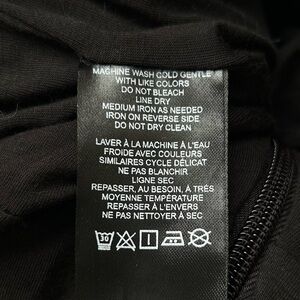 MACHINE WASH COLD GENTLE
WITH LIKE COLORS
DO NOT BLEACH
LINE DRY
MEDIUM IRON AS NEEDED
IRON ON REVERSE SIDE
DO NOT DRY CLEAN
LAVER À LA MACHINE À L'EAU
FROIDE AVEC COULEURS
SIMILAIRES CYCLE DÉLICAT
NE PAS BLANCHIR
LIGNE SEC
REPASSER, AU BESOIN, À TRÉS
MOYENNE TEMPÉRATURE
REPASSER À L'ENVERS
NE PAS NETTOYER À SEC
30